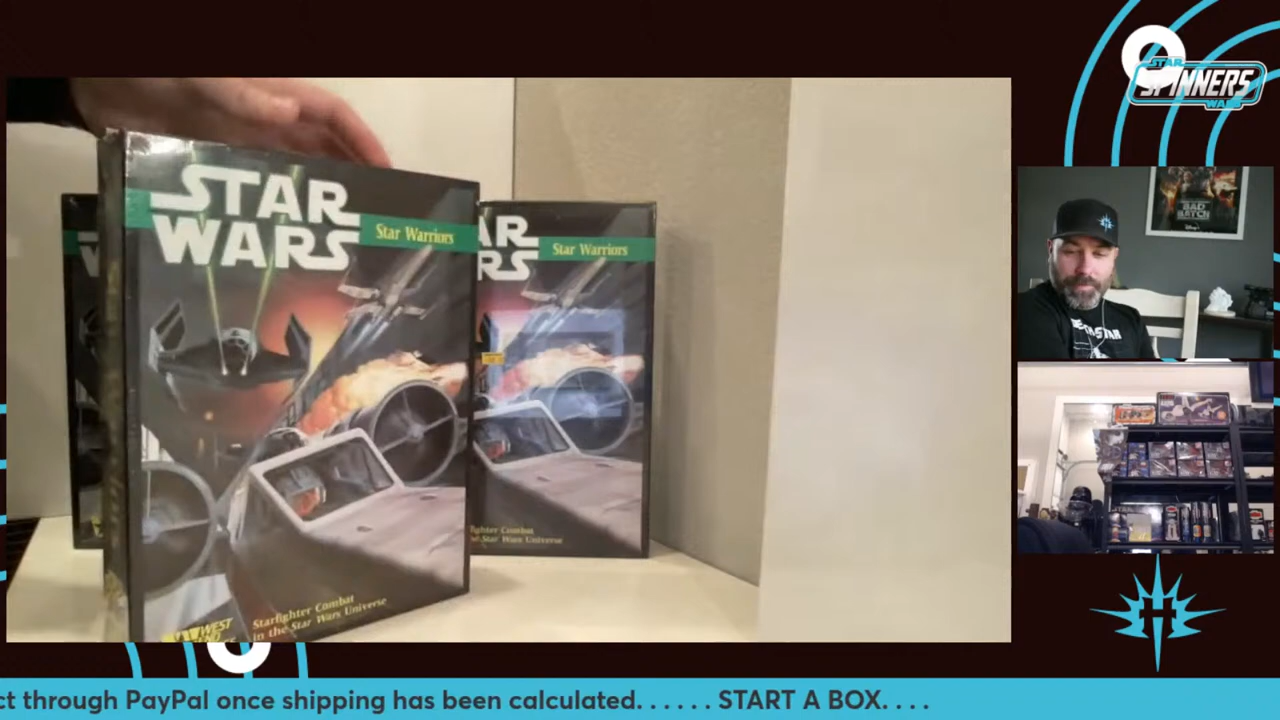 STAR
SPINNERS
WARS
STAR
WARS
Star Warriors
Starfighter Combat
in the Star Wars Universe
WEST
AR
RS
Star Warriors
fighter Combat
Star Wars Universe
W
BAD
BATCH
ct through PayPal once shipping has been calculated. . . . . . START A BOX. . . .